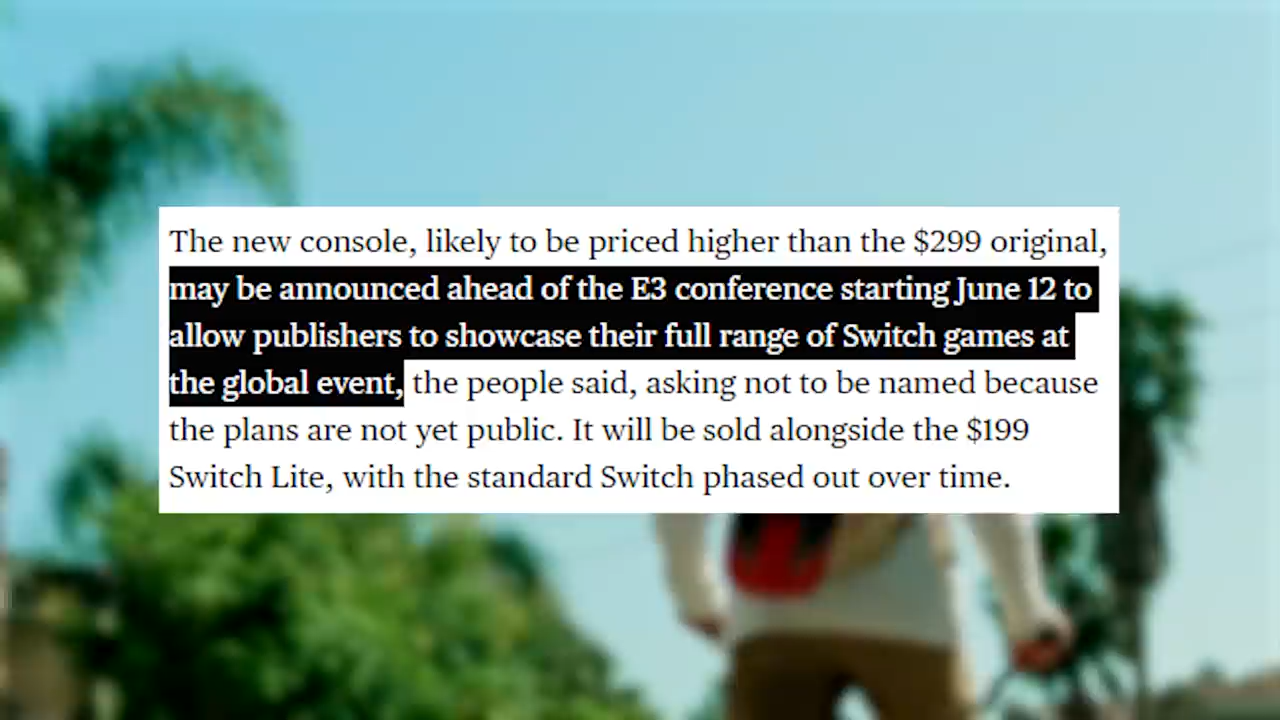 The new console, likely to be priced higher than the $299 original,
may be announced ahead of the E3 conference starting June 12 to
allow publishers to showcase their full range of Switch games at
the global event, the people said, asking not to be named because
the plans are not yet public. It will be sold alongside the $199
Switch Lite, with the standard Switch phased out over time.